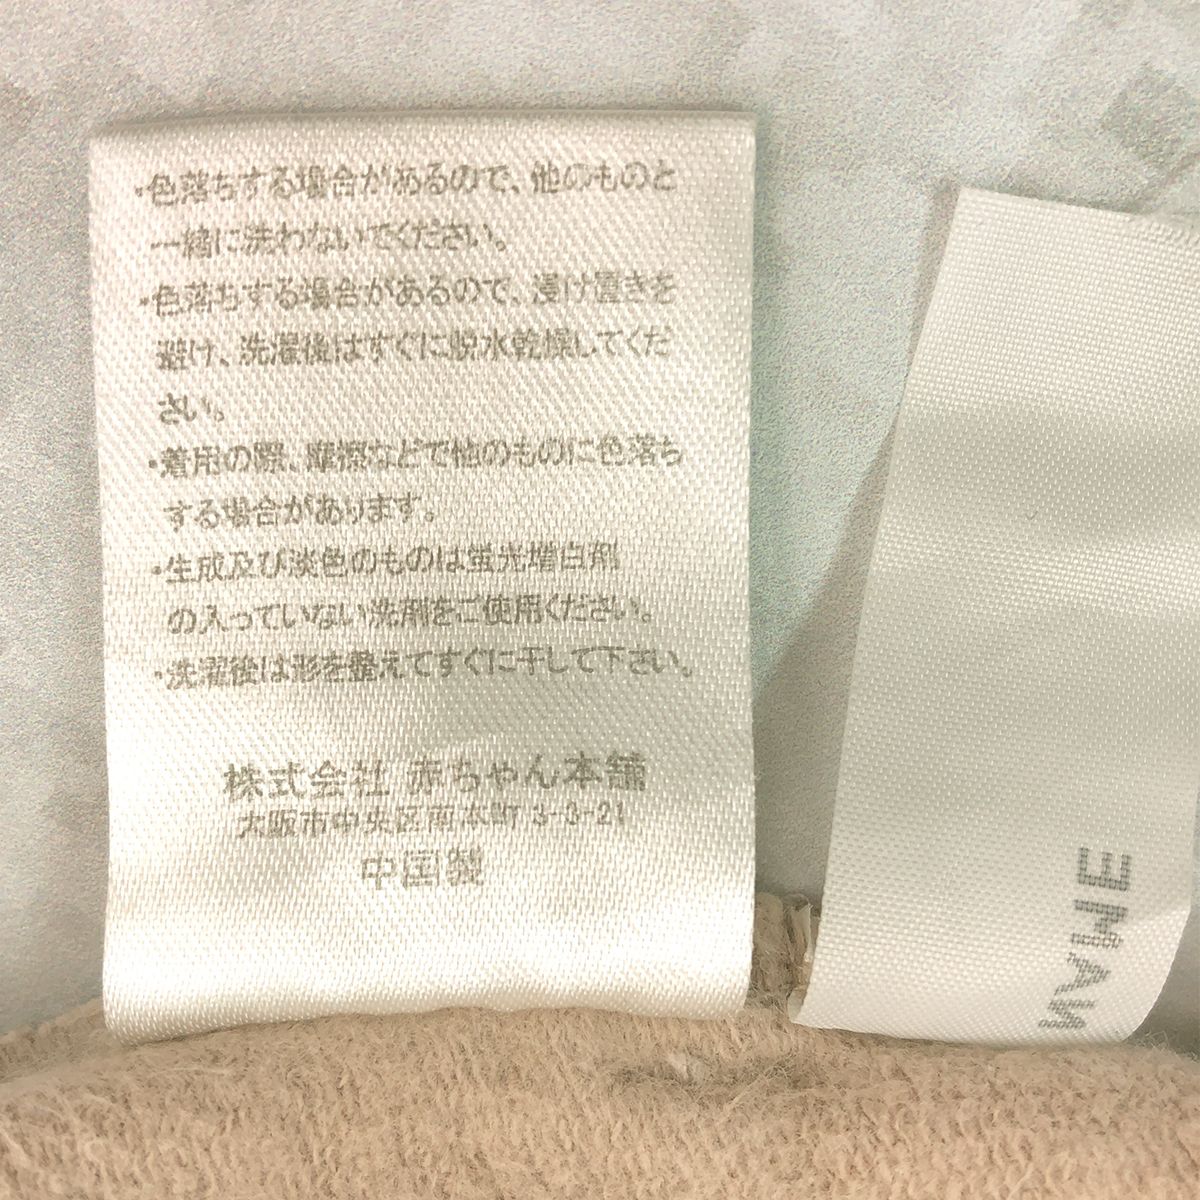 ・色落ちする場合があるので、他のものと
一緒に洗わないでください。
・色落ちする場合があるので、浸け置きを
避け、洗濯後はすぐに脱水乾燥してくだ
さい。
・着用の際、摩擦などで他のものに色落ち
する場合があります。
・生成及び淡色のものは蛍光増白剤
の入っていない洗剤をご使用ください。
・洗濯後は形を整えてすぐに干して下さい。
株式会社 赤ちゃん本舗
大阪市中央区南本町 3-3-21
中国製
NAME